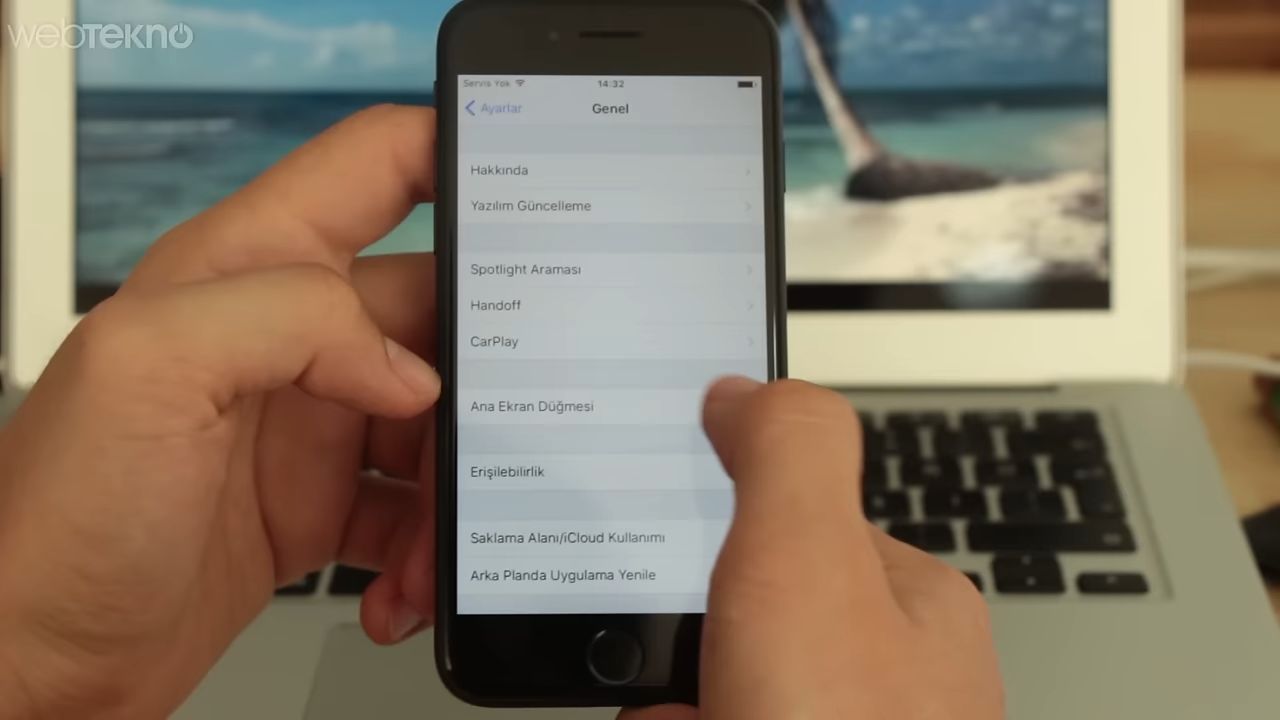 webTEKNO
Servis Yok 14:32
Ayarlar Genel
Hakkında
Yazılım Güncelleme
Spotlight Araması
Handoff
CarPlay
Ana Ekran Düğmesi
Erişilebilirlik
Saklama Alanı/iCloud Kullanımı
Arka Planda Uygulama Yenile